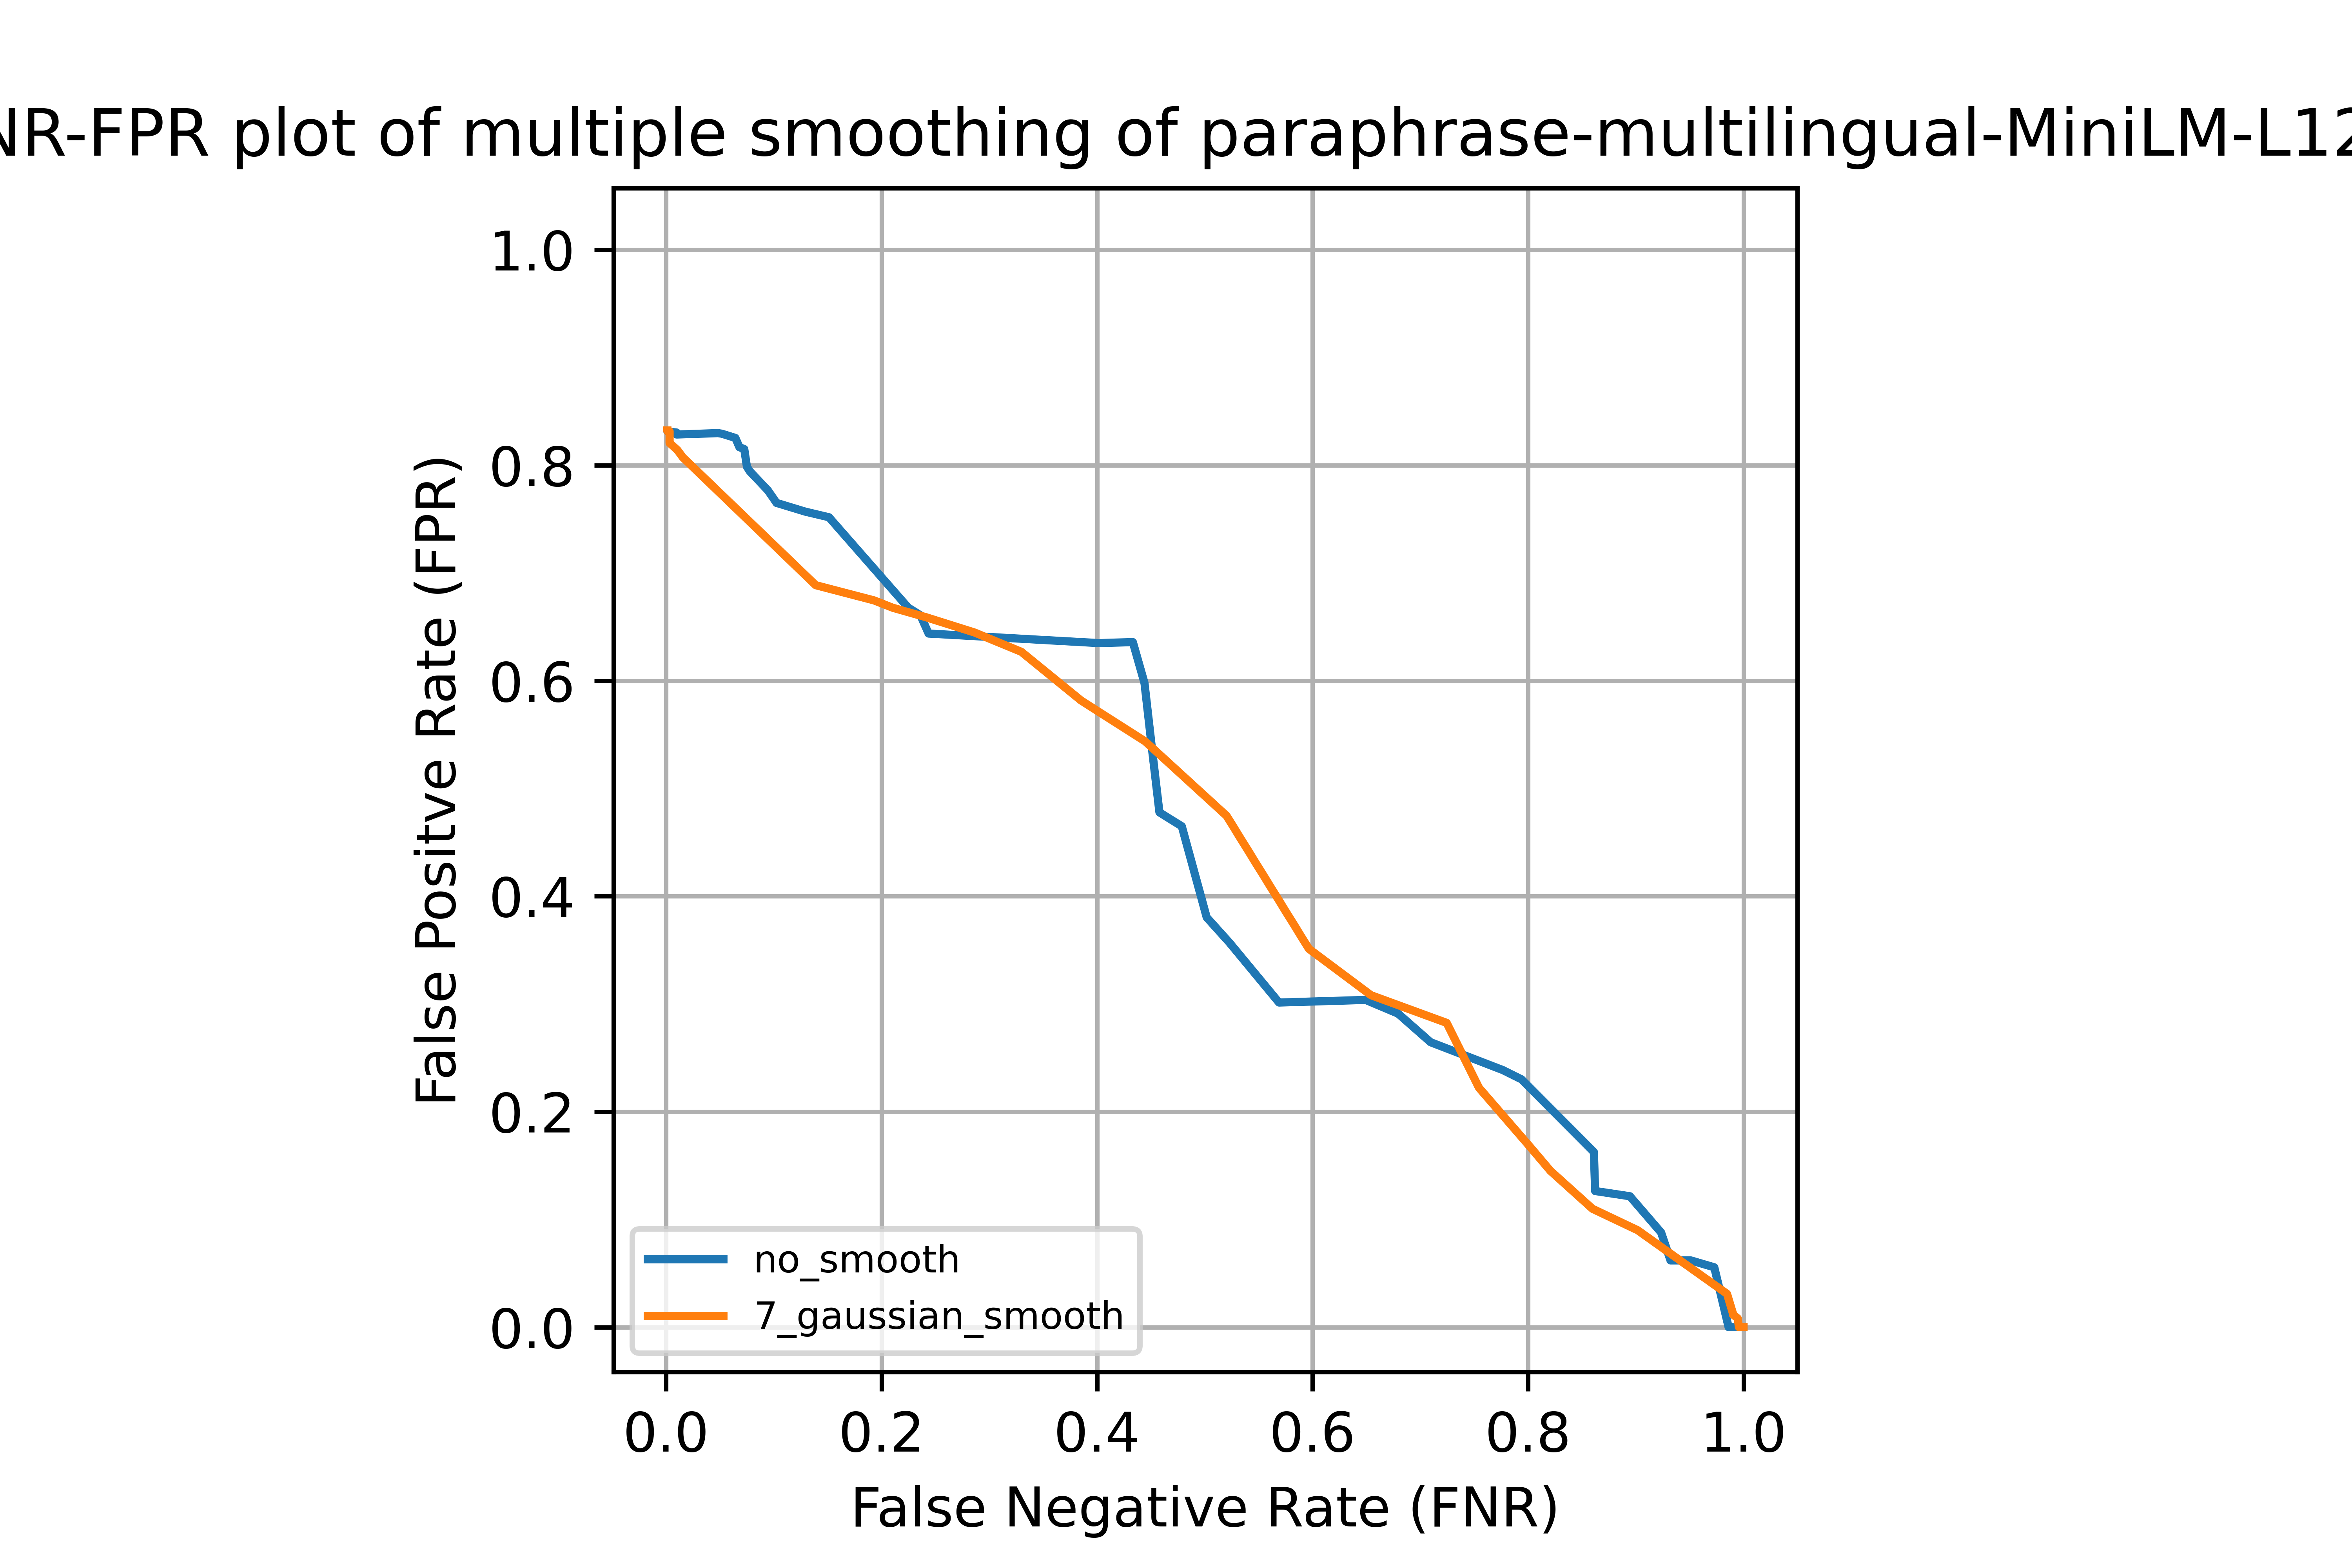 NR-FPR plot of multiple smoothing of paraphrase-multilingual-MiniLM-L12
1.0
0.8
0.6
0.4
0.2
0.0
False Positve Rate (FPR)
no_smooth
7_gaussian_smooth
0.0 0.2 0.4 0.6 0.8 1.0
False Negative Rate (FNR)